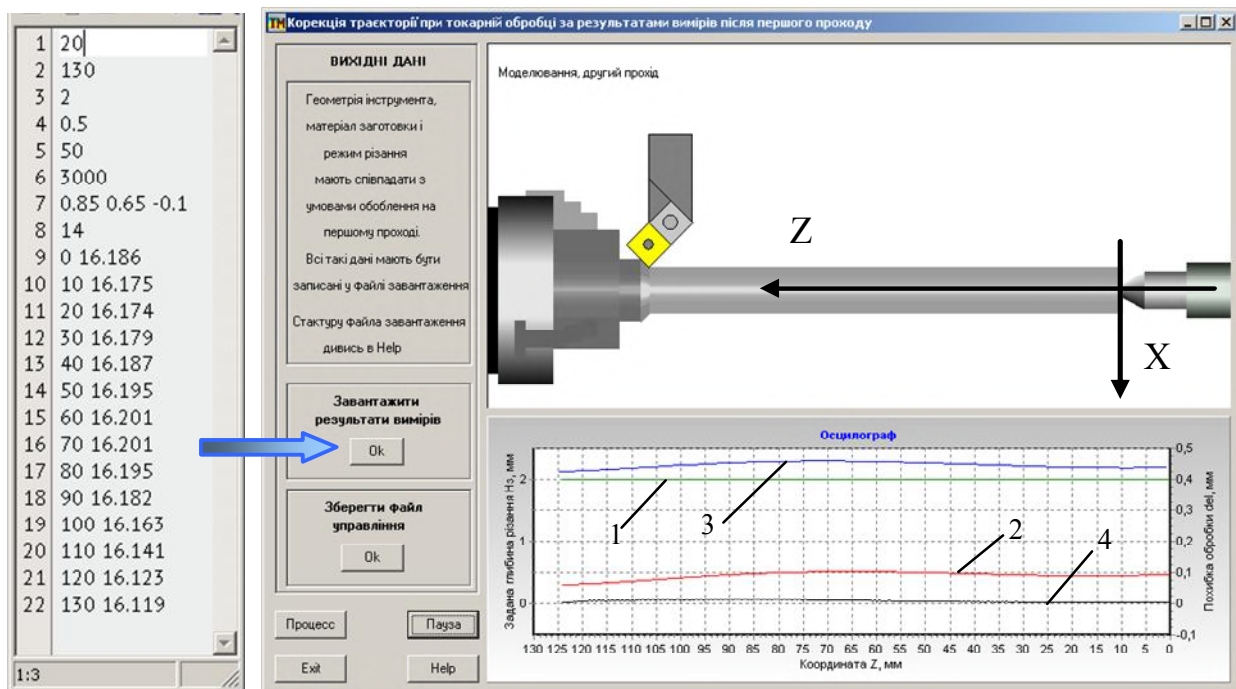 1 20
2 130
3 2
4 0.5
5 50
6 3000
7 0.85 0.65 -0.1
8 14
9 0 16.186
10 10 16.175
11 20 16.174
12 30 16.179
13 40 16.187
14 50 16.195
15 60 16.201
16 70 16.201
17 80 16.195
18 90 16.182
19 100 16.163
20 110 16.141
21 120 16.123
22 130 16.119
1:3
ТМ Корекція траєкторії при токарній обробці за результатами вимірів після першого проходу
ВИХІДНІ ДАНІ
Геометрія інструмента,
матеріал заготовки і
режим різання
мають співпадати з
умовами обоблення на
першому проході.
Всі такі дані мають бути
записані у файлі завантаження
Стактуру файла завантаження
дивись в Help
Завантажити
результати вимірів
Ok
Зберегти файл
управління
Ok
Процесс
Пауза
Exit
Help
Моделювання, другий прохід
Z
X
Осцилограф
Задана глибина різання Hз, мм
2
1
0
0,5
0,4
0,3
0,2
0,1
0
-0,1
Похибка обробки del, мм
1
3
2
4
130 125 120 115 110 105 100 95 90 85 80 75 70 65 60 55 50 45 40 35 30 25 20 15 10 5 0
Координата Z, мм